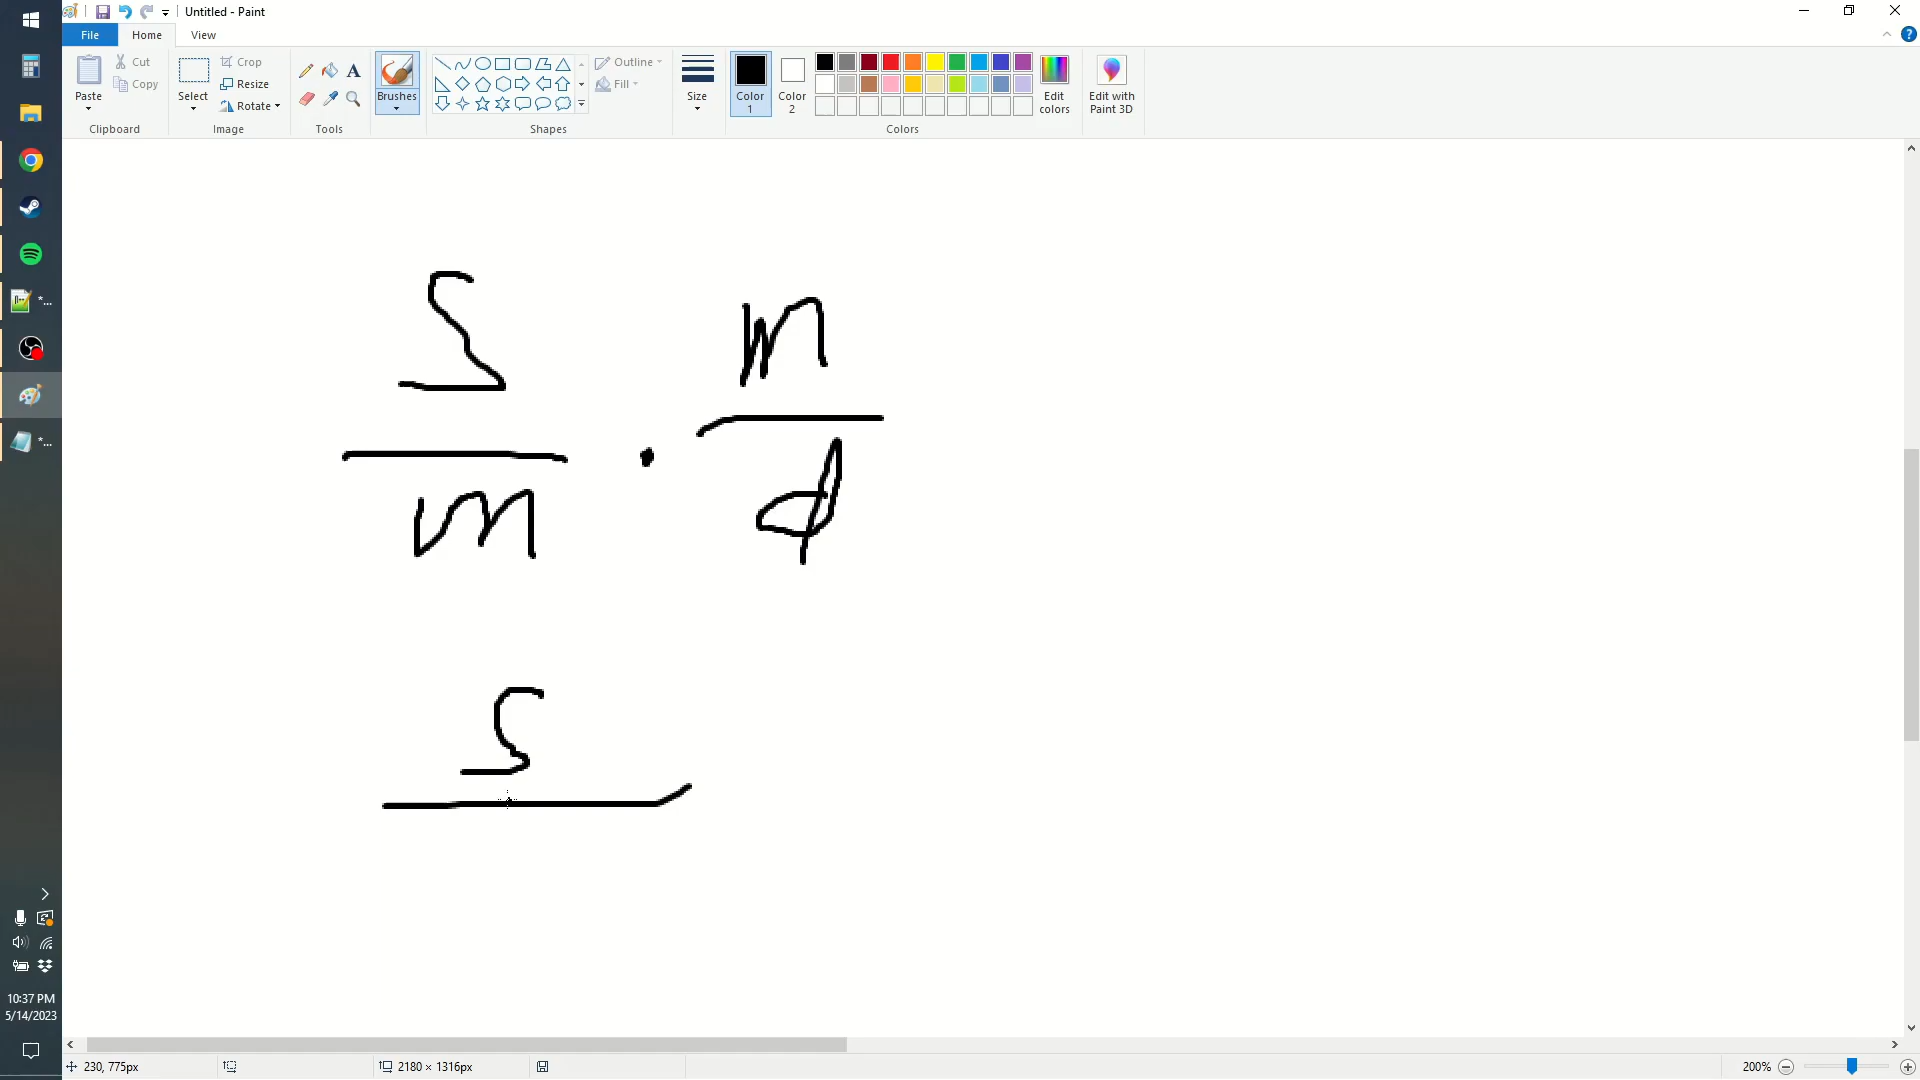 Untitled - Paint
File Home View
Paste
Cut
Copy
Clipboard
Select
Crop
Resize
Rotate
Image
Tools
Brushes
Shapes
Outline
Fill
Size
Color 1
Color 2
Colors
Edit colors
Edit with Paint 3D
S
m
·
m
d
S
*...
*...
10:37 PM
5/14/2023
230, 775px
2180 × 1316px
200%